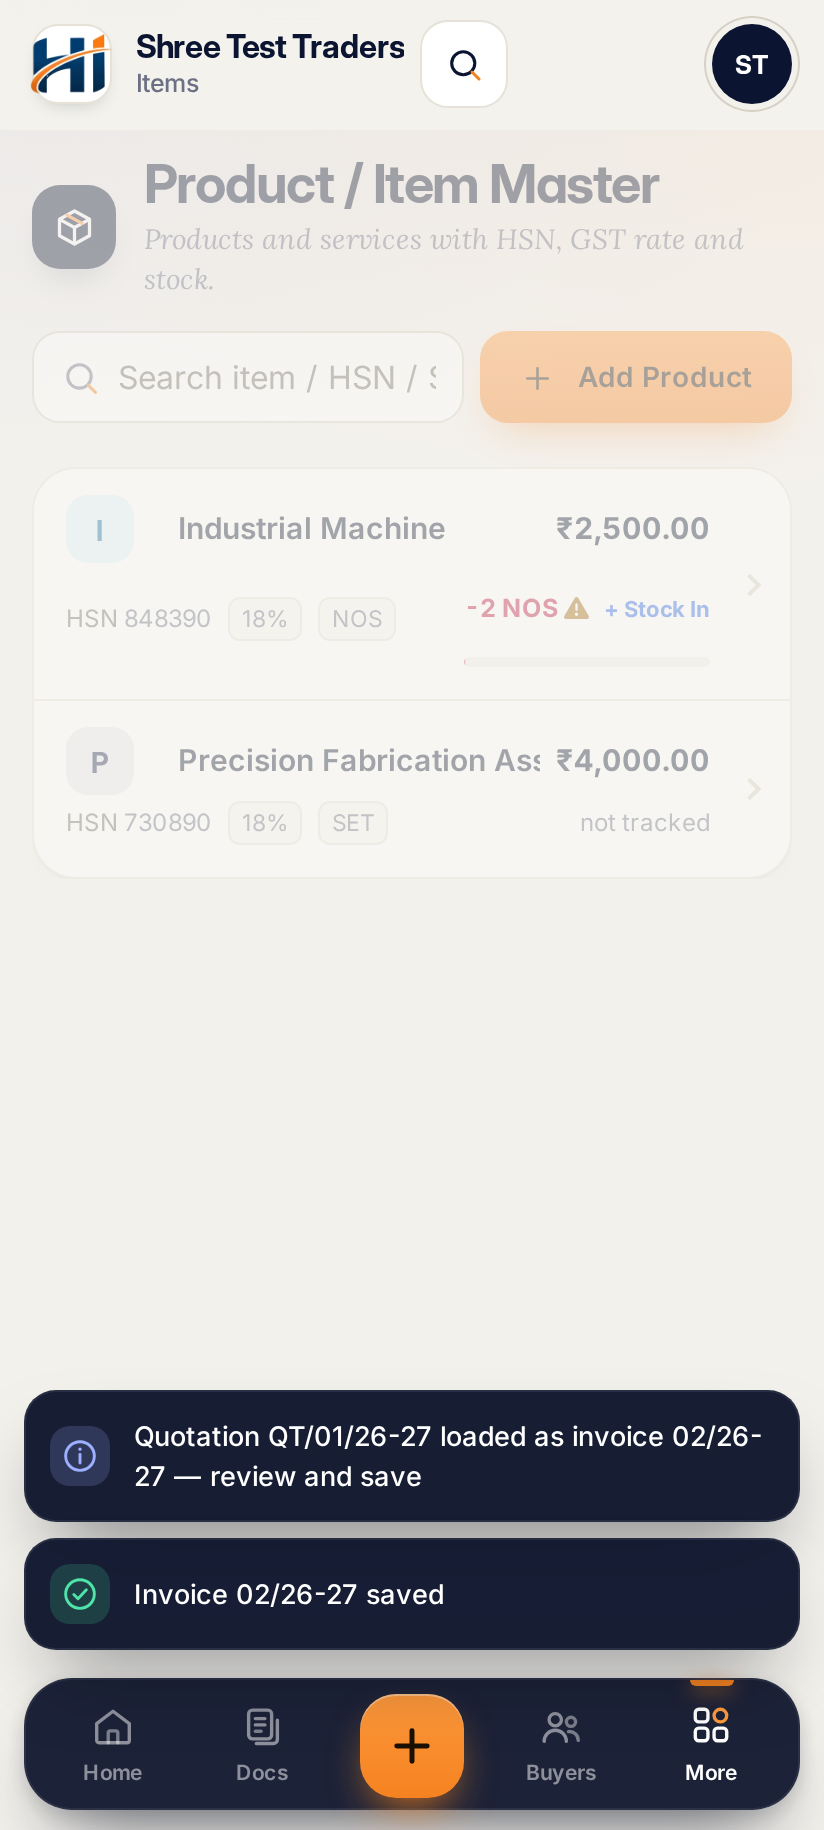 Hi
Shree Test Traders
Items
ST
Product / Item Master
Products and services with HSN, GST rate and
stock.
Search item / HSN /
Add Product
I
Industrial Machine
₹2,500.00
HSN 848390 18% NOS
-2 NOS
+ Stock In
P
Precision Fabrication Ass
₹4,000.00
HSN 730890 18% SET
not tracked
Quotation QT/01/26-27 loaded as invoice 02/26-
27 — review and save
Invoice 02/26-27 saved
Home
Docs
Buyers
More